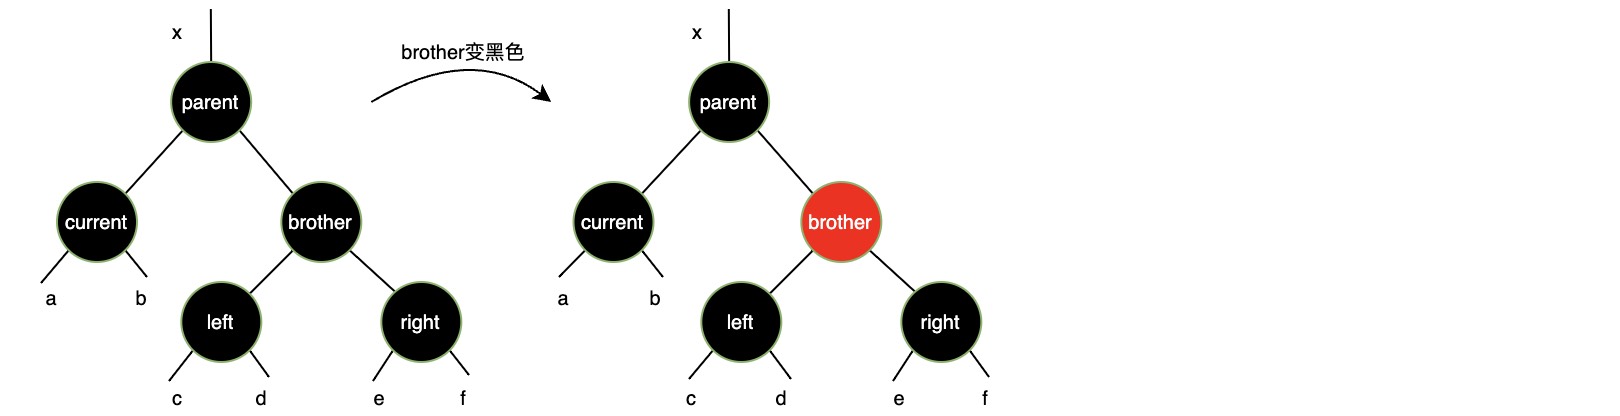 x
brother变黑色
x
parent
parent
current
brother
current
brother
a
b
left
right
a
b
left
right
c
d
e
f
c
d
e
f